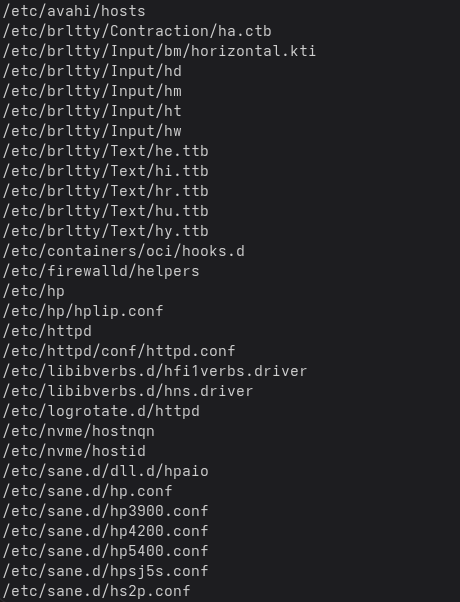 /etc/avahi/hosts
/etc/brltty/Contraction/ha.ctb
/etc/brltty/Input/bm/horizontal.kti
/etc/brltty/Input/hd
/etc/brltty/Input/hm
/etc/brltty/Input/ht
/etc/brltty/Input/hw
/etc/brltty/Text/he.ttb
/etc/brltty/Text/hi.ttb
/etc/brltty/Text/hr.ttb
/etc/brltty/Text/hu.ttb
/etc/brltty/Text/hy.ttb
/etc/containers/oci/hooks.d
/etc/firewalld/helpers
/etc/hp
/etc/hp/hplip.conf
/etc/httpd
/etc/httpd/conf/httpd.conf
/etc/libibverbs.d/hfi1verbs.driver
/etc/libibverbs.d/hns.driver
/etc/logrotate.d/httpd
/etc/nvme/hostnqn
/etc/nvme/hostid
/etc/sane.d/dll.d/hpaio
/etc/sane.d/hp.conf
/etc/sane.d/hp3900.conf
/etc/sane.d/hp4200.conf
/etc/sane.d/hp5400.conf
/etc/sane.d/hpsj5s.conf
/etc/sane.d/hs2p.conf